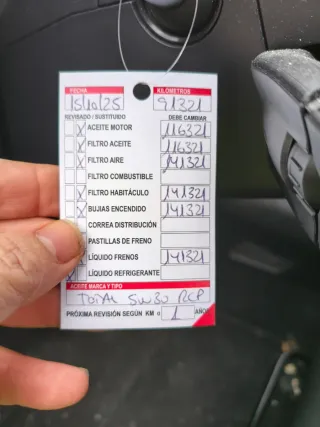 FECHA KILÓMETROS
15/10/25 91321
REVISADO / SUSTITUIDO DEBE CAMBIAR
X ACEITE MOTOR 116321
X FILTRO ACEITE 116321
X FILTRO AIRE 141321
FILTRO COMBUSTIBLE
X FILTRO HABITÁCULO 141321
X BUJIAS ENCENDIDO 141321
CORREA DISTRIBUCIÓN
PASTILLAS DE FRENO
LÍQUIDO FRENOS 141321
LÍQUIDO REFRIGERANTE
ACEITE MARCA Y TIPO
TOTAL 5W30 RCP
PRÓXIMA REVISIÓN SEGÚN KM o 1 AÑO